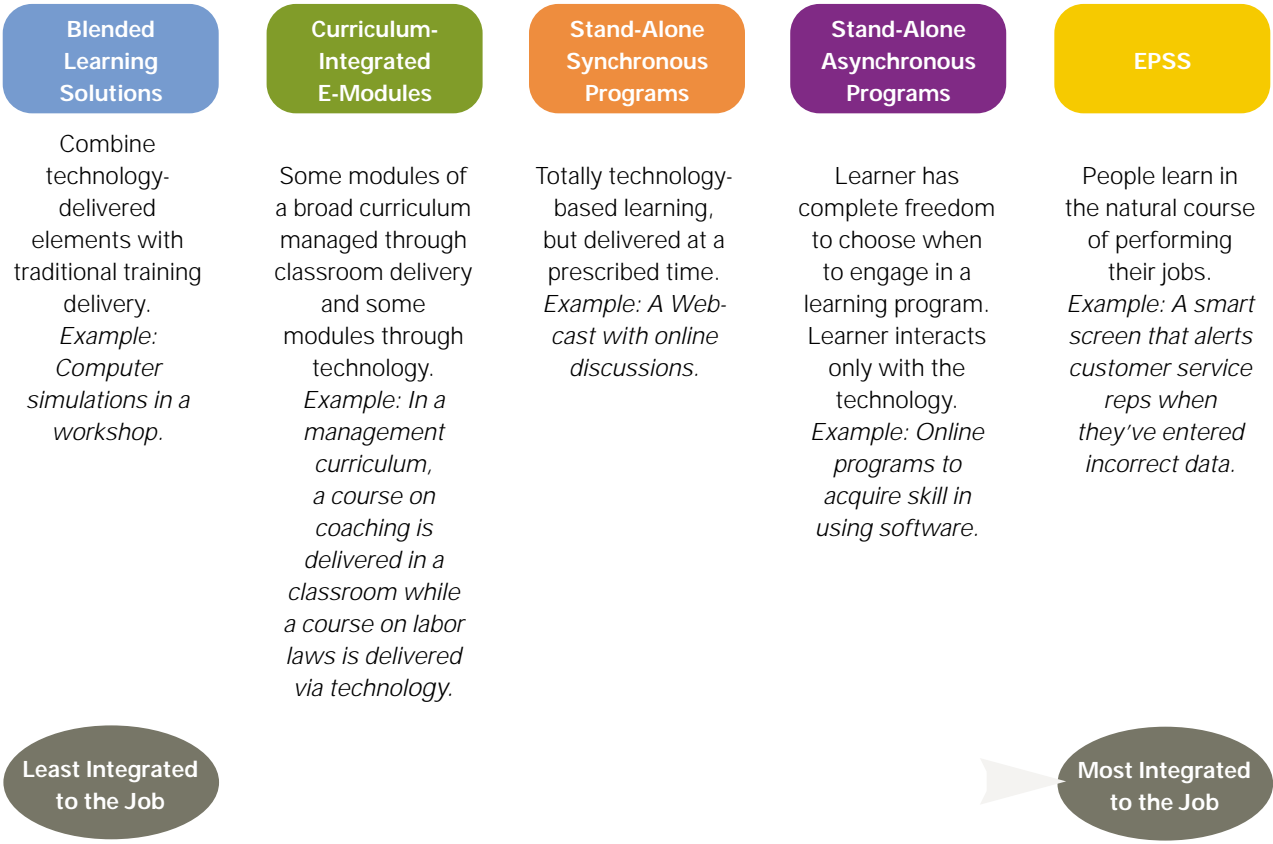 Blended
Learning
Solutions
Combine
technology-
delivered
elements with
traditional training
delivery.
Example:
Computer
simulations in a
workshop.
Curriculum-
Integrated
E-Modules
Some modules of
a broad curriculum
managed through
classroom delivery
and some
modules through
technology.
Example: In a
management
curriculum,
a course on
coaching is
delivered in a
classroom while
a course on labor
laws is delivered
via technology.
Stand-Alone
Synchronous
Programs
Totally technology-
based learning,
but delivered at a
prescribed time.
Example: A Web-
cast with online
discussions.
Stand-Alone
Asynchronous
Programs
Learner has
complete freedom
to choose when
to engage in a
learning program.
Learner interacts
only with the
technology.
Example: Online
programs to
acquire skill in
using software.
EPSS
People learn in
the natural course
of performing
their jobs.
Example: A smart
screen that alerts
customer service
reps when
they've entered
incorrect data.
Least Integrated
to the Job
Most Integrated
to the Job